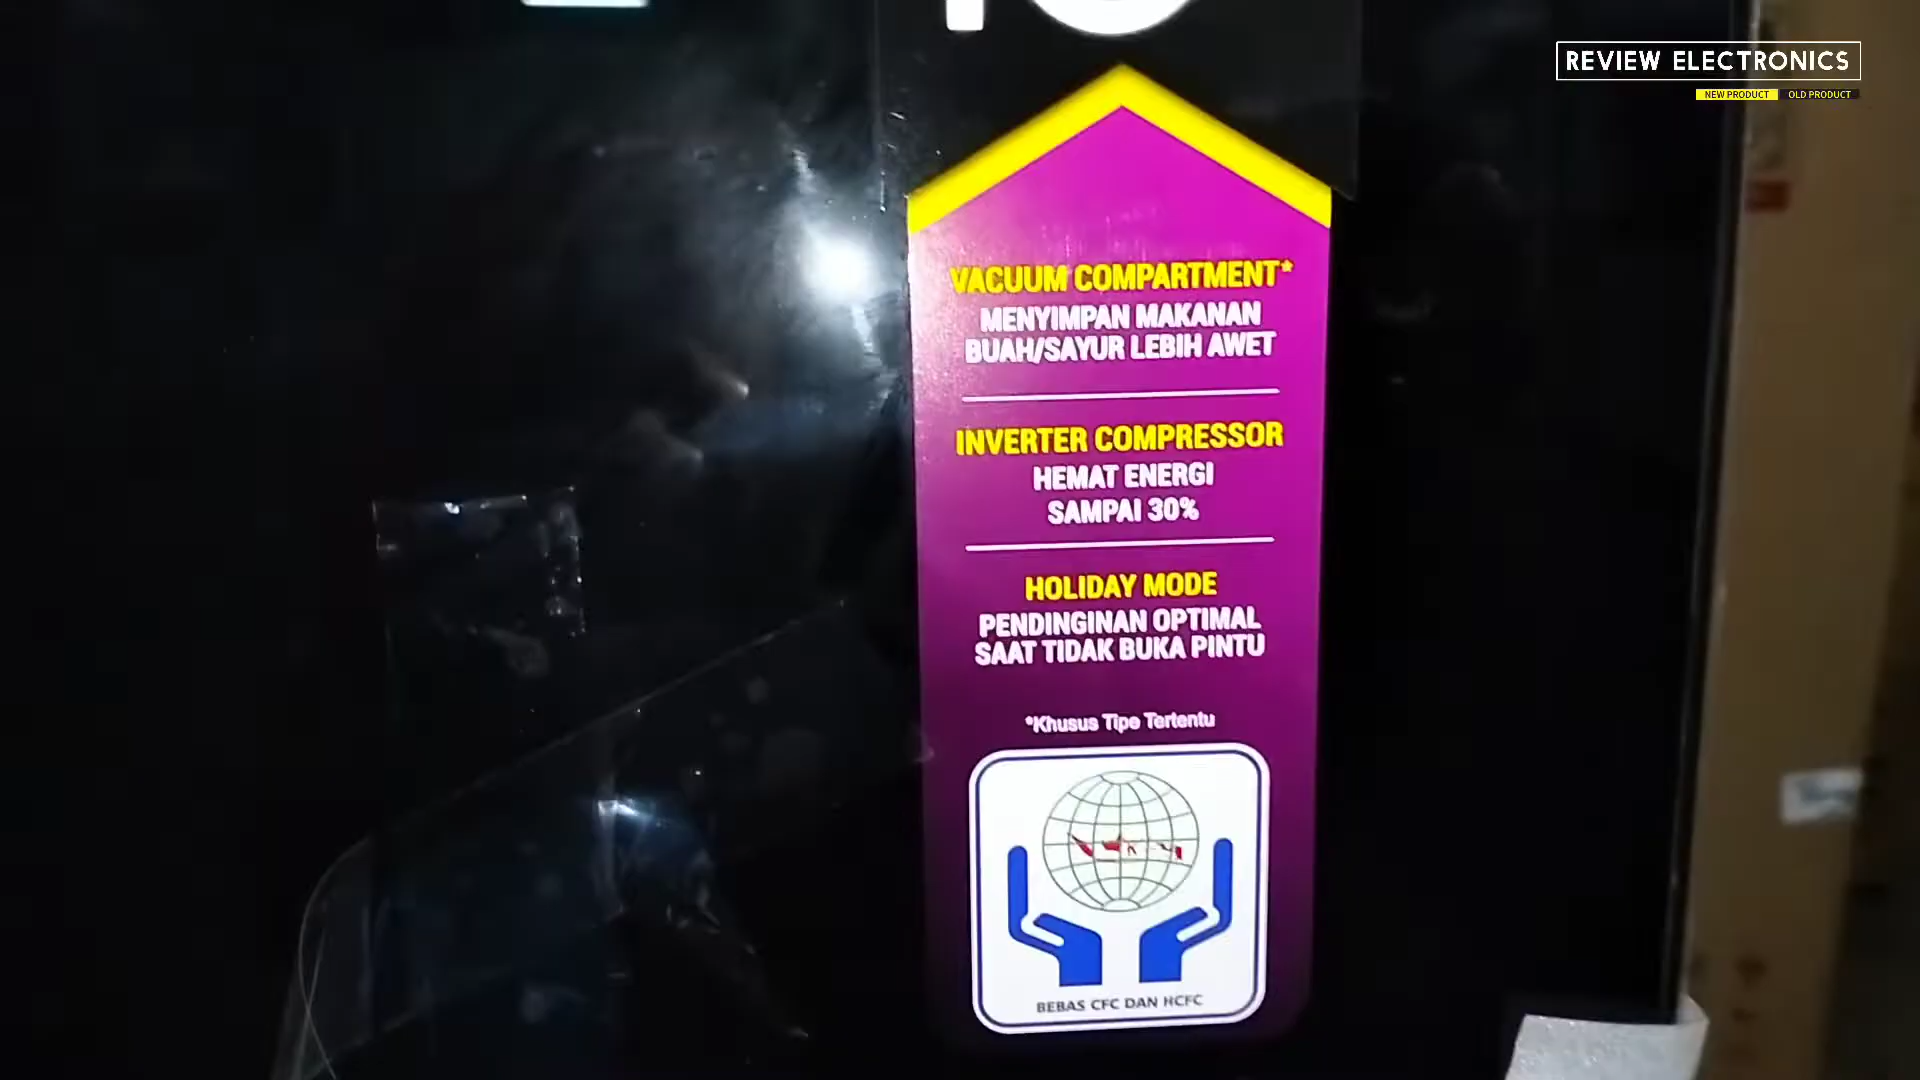 REVIEW ELECTRONICS
NEW PRODUCT OLD PRODUCT
VACUUM COMPARTMENT*
MENYIMPAN MAKANAN
BUAH/SAYUR LEBIH AWET
INVERTER COMPRESSOR
HEMAT ENERGI
SAMPAI 30%
HOLIDAY MODE
PENDINGINAN OPTIMAL
SAAT TIDAK BUKA PINTU
*Khusus Tipe Tertentu
BEBAS CFC DAN HCFC